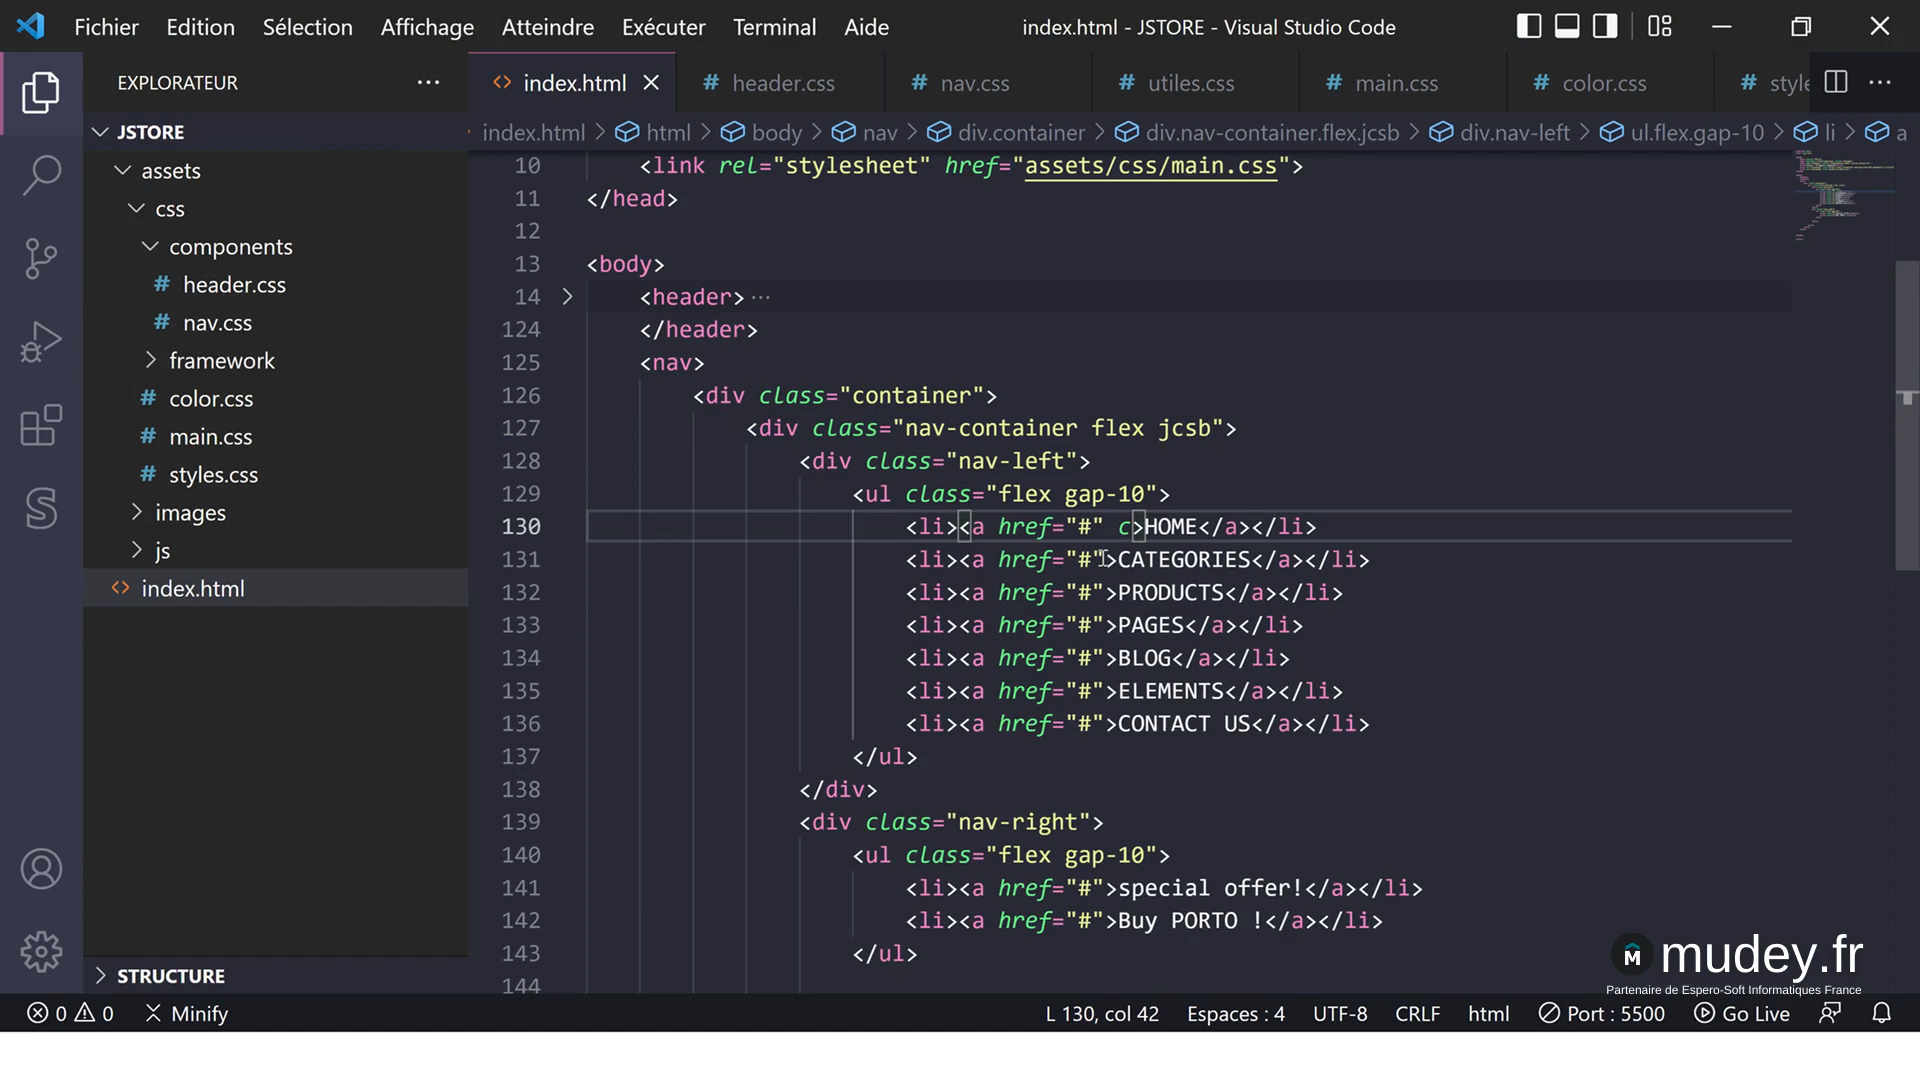 Fichier Edition Sélection Affichage Atteindre Exécuter Terminal Aide index.html - JSTORE - Visual Studio Code
EXPLORATEUR
JSTORE
assets
css
components
header.css
nav.css
framework
color.css
main.css
styles.css
images
js
index.html
STRUCTURE
index.html header.css nav.css utiles.css main.css color.css style
index.html > html > body > nav > div.container > div.nav-container.flex.jcsb > div.nav-left > ul.flex.gap-10 > li > a
10 <link rel="stylesheet" href="assets/css/main.css">
11 </head>
12
13 <body>
14 <header> ...
124 </header>
125 <nav>
126 <div class="container">
127 <div class="nav-container flex jcsb">
128 <div class="nav-left">
129 <ul class="flex gap-10">
130 <li><a href="#" c>HOME</a></li>
131 <li><a href="#">CATEGORIES</a></li>
132 <li><a href="#">PRODUCTS</a></li>
133 <li><a href="#">PAGES</a></li>
134 <li><a href="#">BLOG</a></li>
135 <li><a href="#">ELEMENTS</a></li>
136 <li><a href="#">CONTACT US</a></li>
137 </ul>
138 </div>
139 <div class="nav-right">
140 <ul class="flex gap-10">
141 <li><a href="#">special offer!</a></li>
142 <li><a href="#">Buy PORTO !</a></li>
143 </ul>
144
M mudey.fr
Partenaire de Espero-Soft Informatiques France
0 0 Minify L 130, col 42 Espaces : 4 UTF-8 CRLF html Port : 5500 Go Live